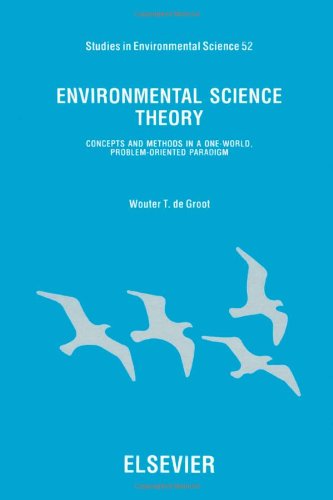 Studies in Environmental Science 52
ENVIRONMENTAL SCIENCE
THEORY
CONCEPTS AND METHODS IN A ONE-WORLD,
PROBLEM-ORIENTED PARADIGM
Wouter T. de Groot
ELSEVIER